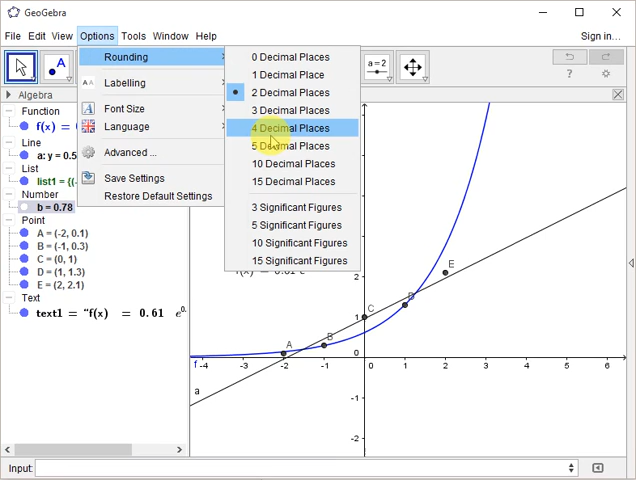 GeoGebra
File Edit View Options Tools Window Help
Sign in...
a=2
Rounding
Labelling
AA
Font Size
Language
Advanced ...
Save Settings
Restore Default Settings
0 Decimal Places
1 Decimal Place
2 Decimal Places
3 Decimal Places
4 Decimal Places
5 Decimal Places
10 Decimal Places
15 Decimal Places
3 Significant Figures
5 Significant Figures
10 Significant Figures
15 Significant Figures
Algebra
Function
Line
a: y = 0.5
List
Number
b = 0.78
Point
A = (-2, 0.1)
B = (-1, 0.3)
C = (0, 1)
D = (1, 1.3)
E = (2, 2.1)
Text
text1 = "f(x) = 0.61 e^0.
2
1
0
-1
-2
-4 -3 -2 -1 0 1 2 3 4 5 6
f
a
A
B
C
D
E
Input: